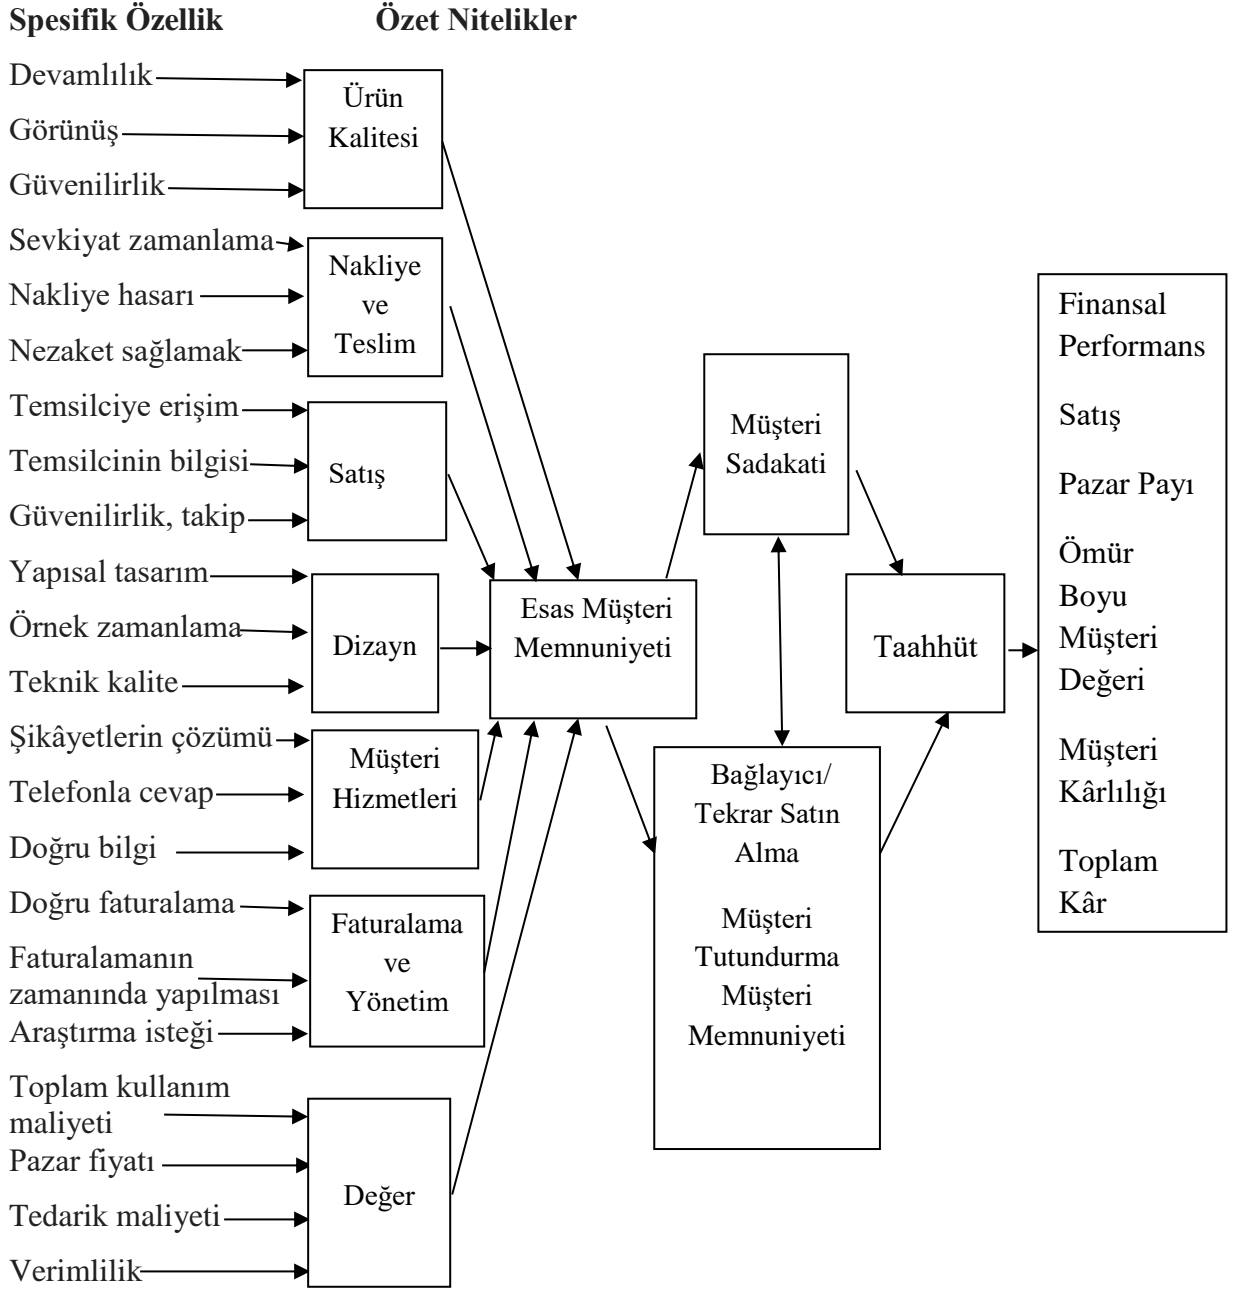 Spesifik Özellik
Özet Nitelikler
Devamlılık
Görünüş
Güvenilirlik
Ürün
Kalitesi
Sevkiyat zamanlama
Nakliye hasarı
Nezaket sağlamak
Nakliye
ve
Teslim
Temsilciye erişim
Temsilcinin bilgisi
Güvenilirlik, takip
Satış
Yapısal tasarım
Örnek zamanlama
Teknik kalite
Dizayn
Şikâyetlerin çözümü
Telefonla cevap
Doğru bilgi
Müşteri
Hizmetleri
Doğru faturalama
Faturalamanın
zamanında yapılması
Araştırma isteği
Faturalama
ve
Yönetim
Toplam kullanım
maliyeti
Pazar fiyatı
Tedarik maliyeti
Verimlilik
Değer
Esas Müşteri
Memnuniyeti
Müşteri
Sadakati
Bağlayıcı/
Tekrar Satın
Alma
Müşteri
Tutundurma
Müşteri
Memnuniyeti
Taahhüt
Finansal
Performans
Satış
Pazar Payı
Ömür
Boyu
Müşteri
Değeri
Müşteri
Kârlılığı
Toplam
Kâr